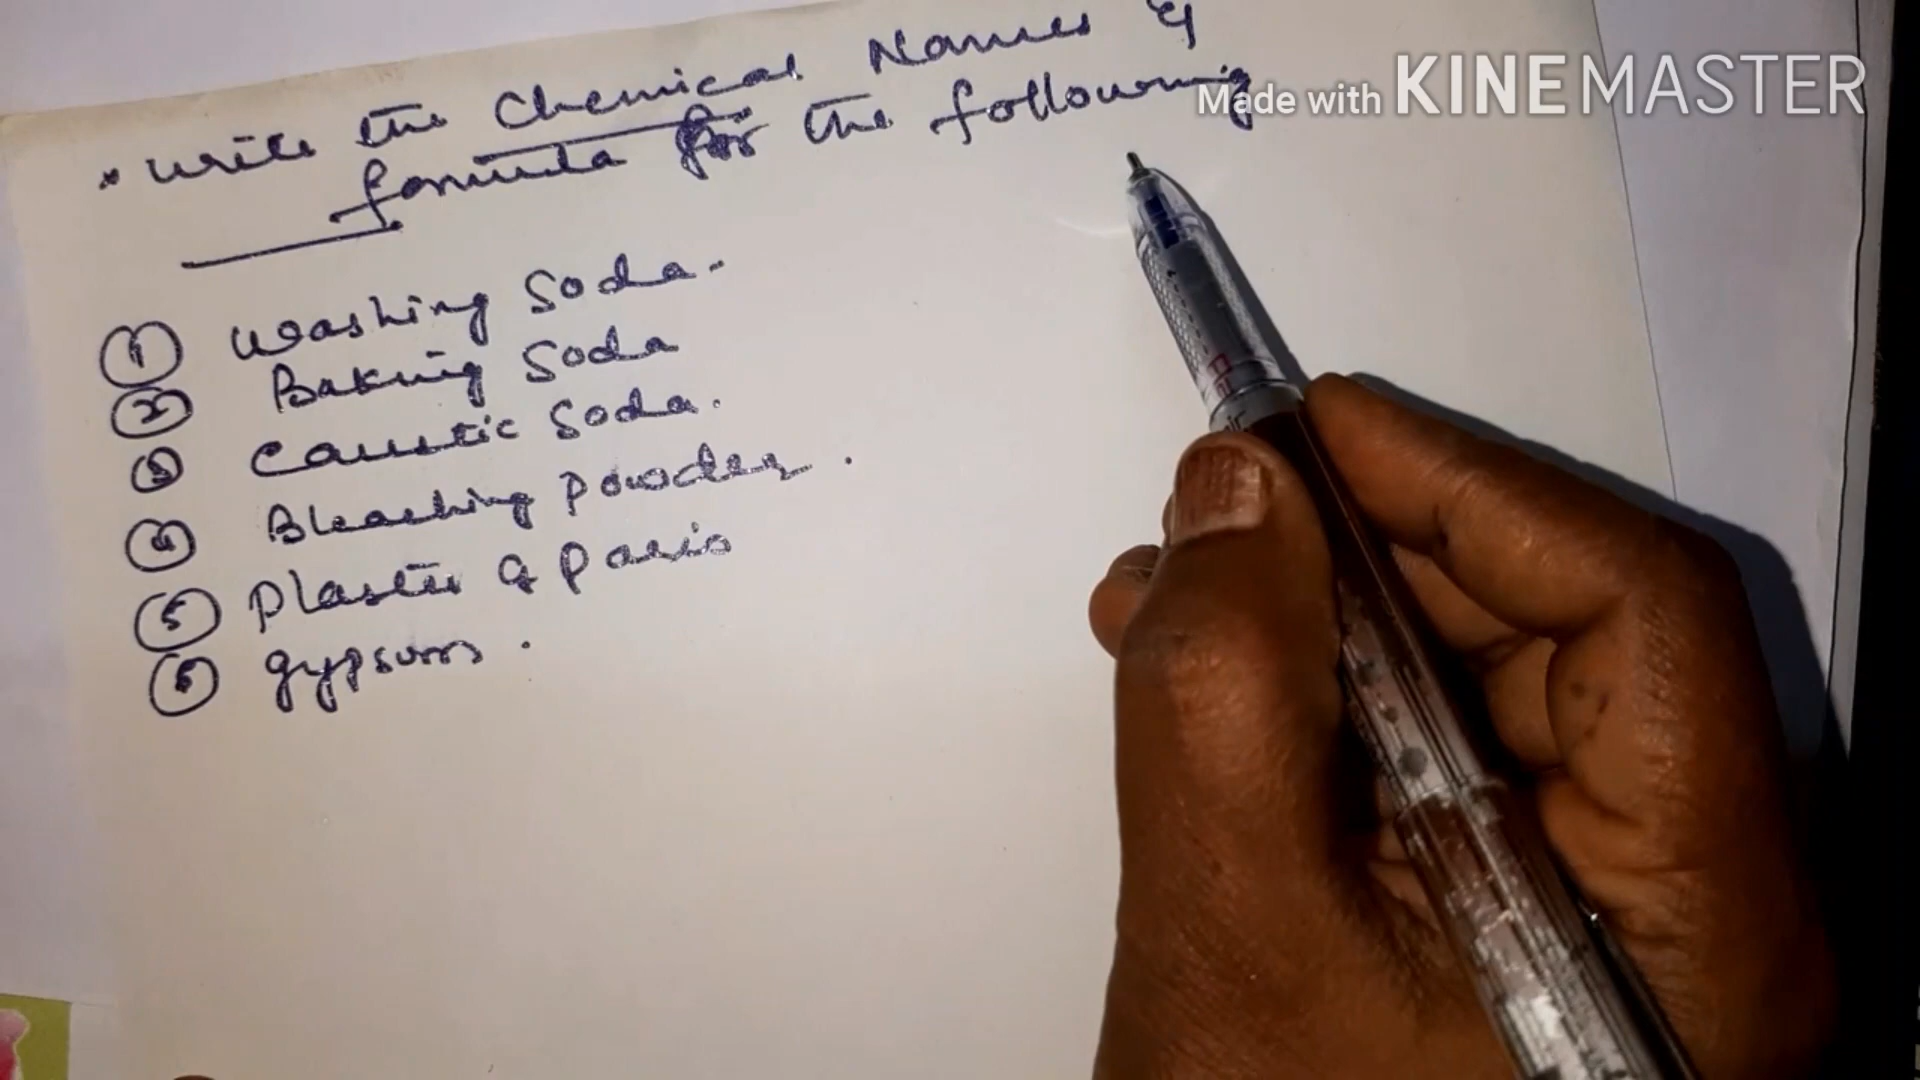 * Write the Chemical Names &
formula for the following
Made with KINEMASTER
① Washing Soda.
② Baking Soda
③ Caustic Soda.
④ Bleaching powder.
⑤ Plaster of Paris
⑥ gypsum.